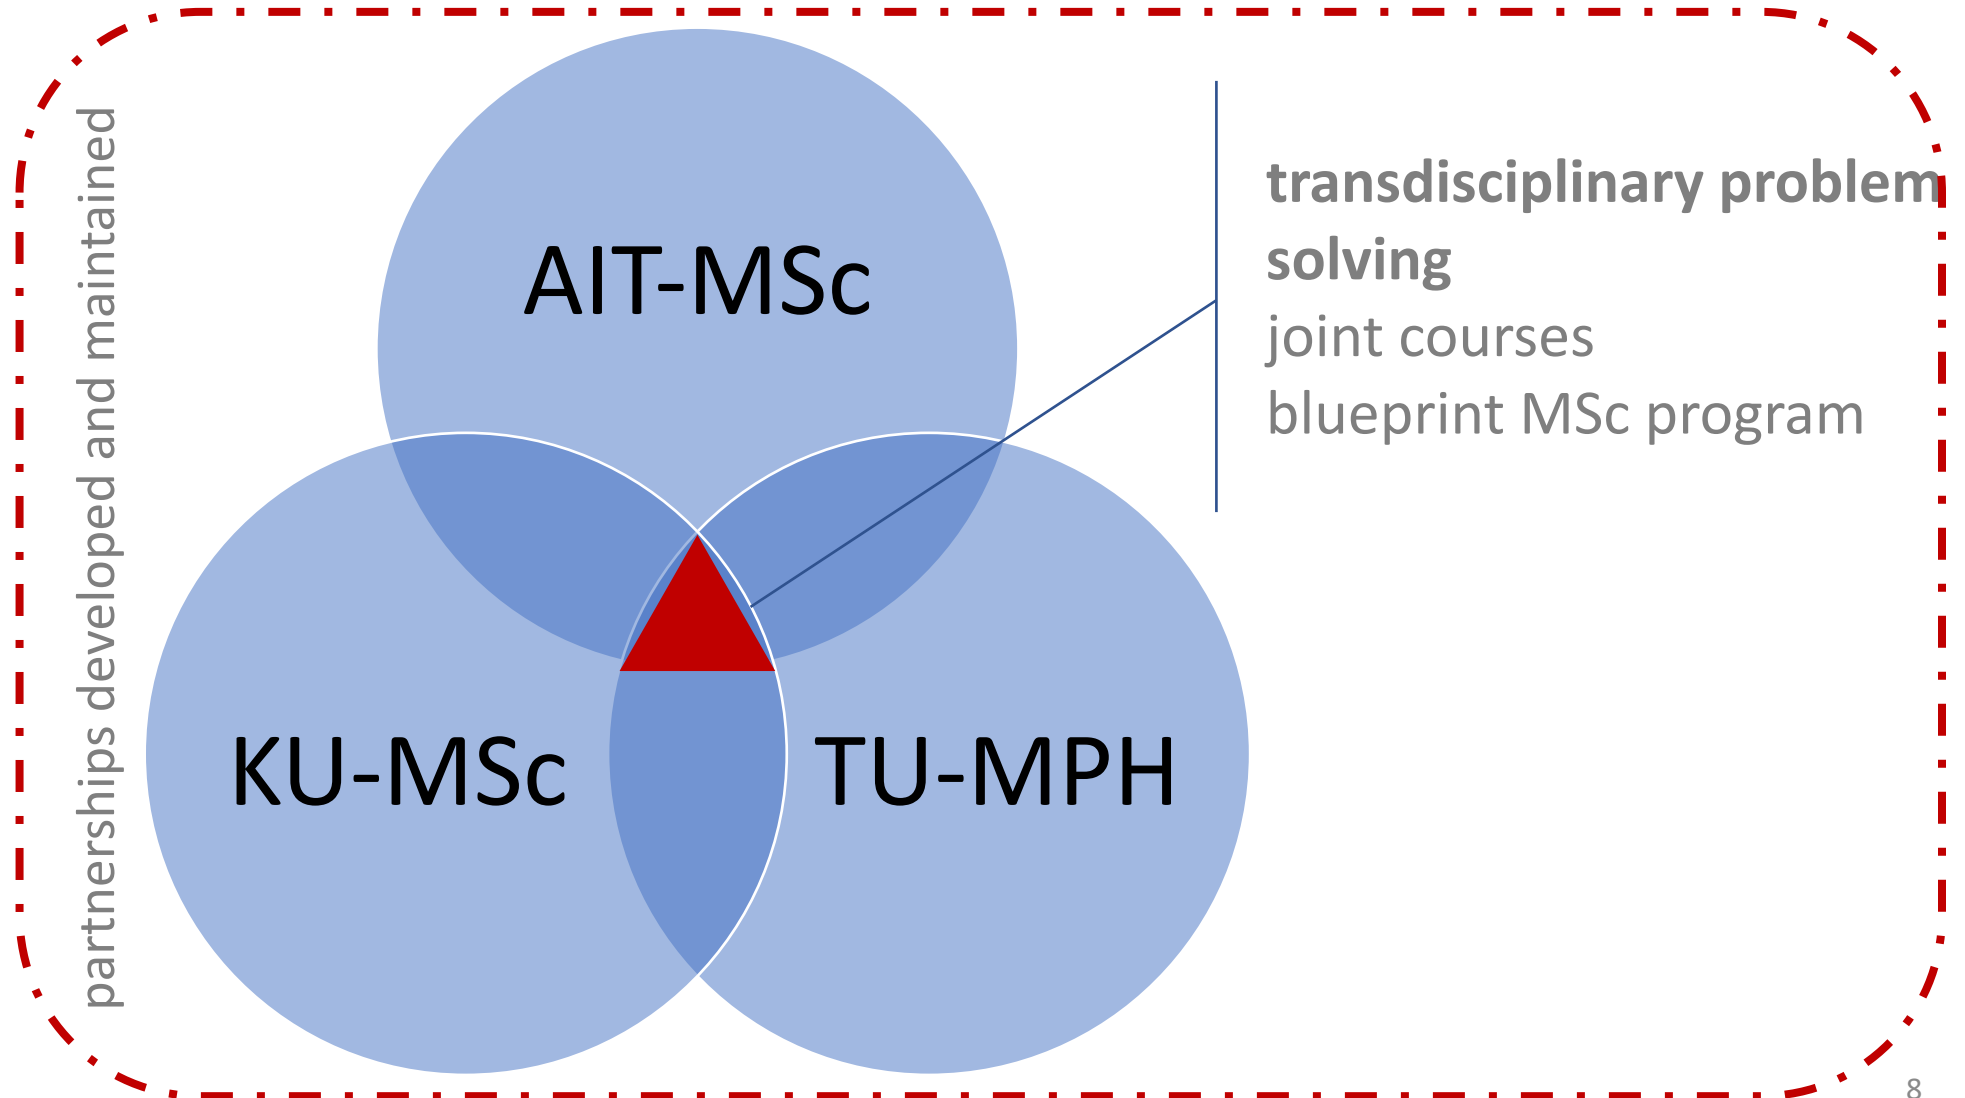 partnerships developed and maintained
AIT-MSc
KU-MSc
TU-MPH
transdisciplinary problem
solving
joint courses
blueprint MSc program
8